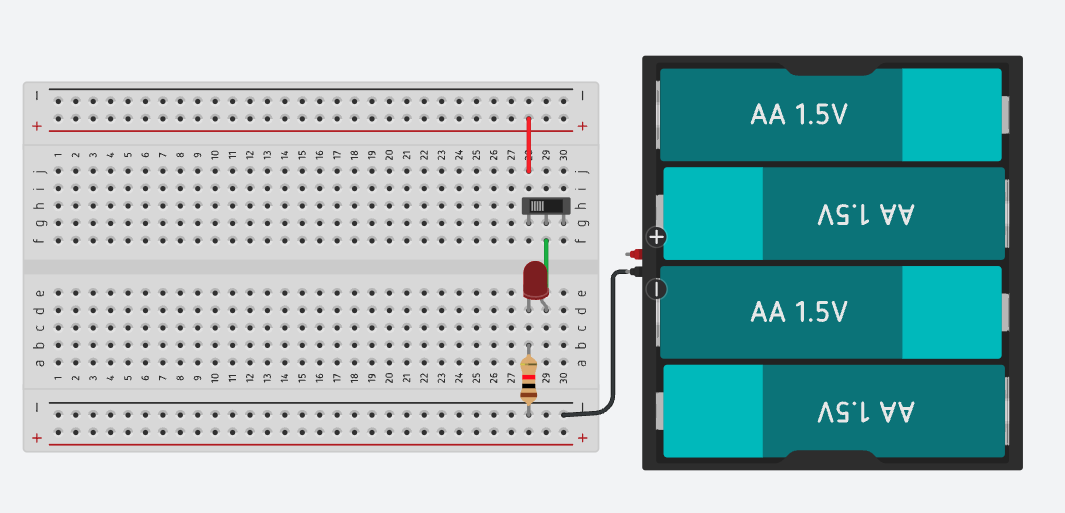 − −
+ +
1 2 3 4 5 6 7 8 9 10 11 12 13 14 15 16 17 18 19 20 21 22 23 24 25 26 27 28 29 30
j j
i i
h h
g g
f f
e e
d d
c c
b b
a a
1 2 3 4 5 6 7 8 9 10 11 12 13 14 15 16 17 18 19 20 21 22 23 24 25 26 27 29 30
− −
+ +
AA 1.5V
AA 1.5V
+
−
AA 1.5V
AA 1.5V